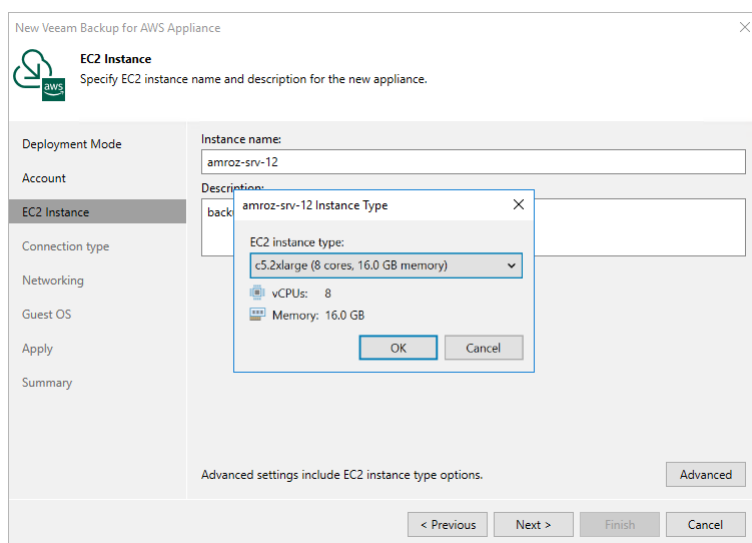 New Veeam Backup for AWS Appliance
EC2 Instance
Specify EC2 instance name and description for the new appliance.
aws
Deployment Mode
Account
EC2 Instance
Connection type
Networking
Guest OS
Apply
Summary
Instance name:
amroz-srv-12
Description:
amroz-srv-12 Instance Type
EC2 instance type:
c5.2xlarge (8 cores, 16.0 GB memory)
vCPUs: 8
Memory: 16.0 GB
OK Cancel
Advanced settings include EC2 instance type options.
Advanced
< Previous Next > Finish Cancel